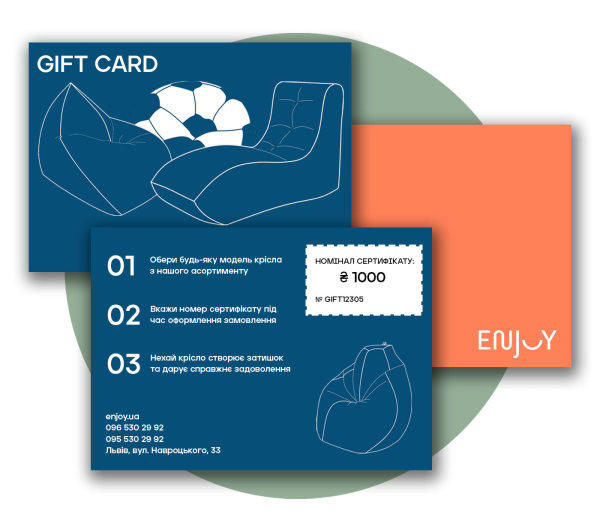 GIFT CARD
01
Обери будь-яку модель крісла
з нашого асортименту
02
Вкажи номер сертифікату під
час оформлення замовлення
03
Нехай крісло створює затишок
та дарує справжнє задоволення
НОМІНАЛ СЕРТИФІКАТУ:
₴ 1000
№ GIFT12305
enjoy.ua
096 530 29 92
095 530 29 92
Львів, вул. Навроцького, 33
ENJOY